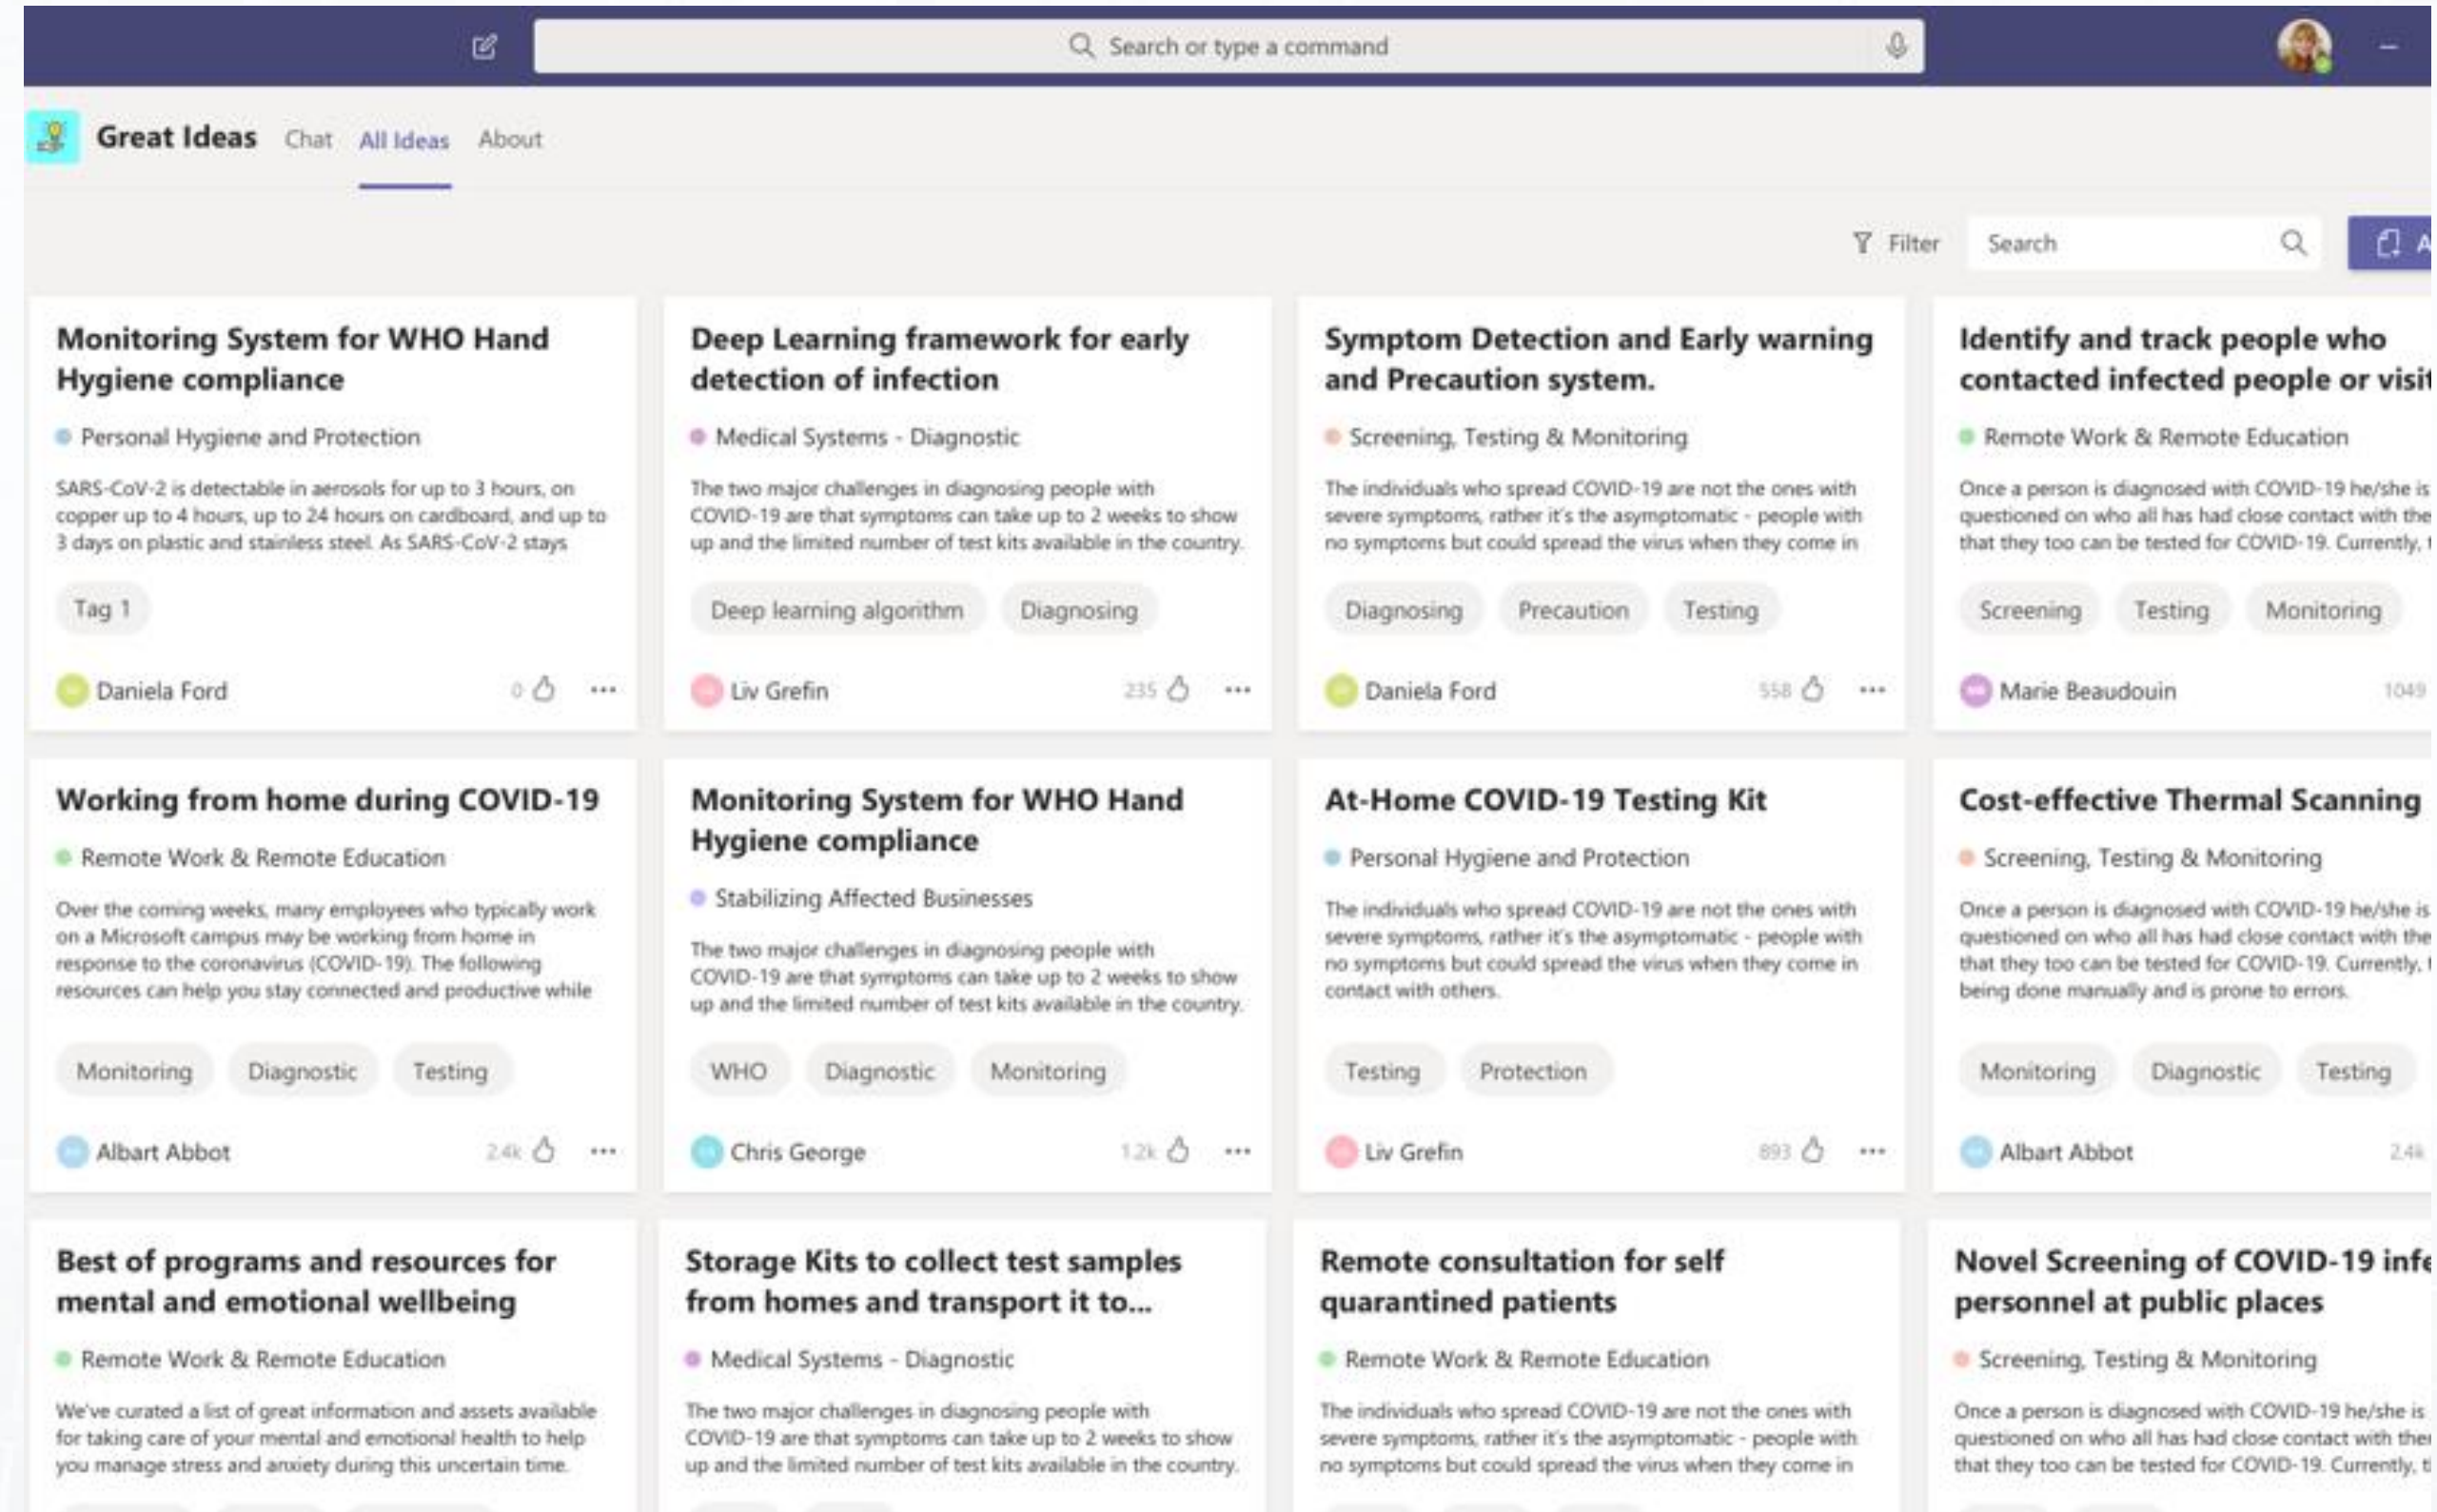 Search or type a command
Great Ideas Chat All Ideas About
Filter Search A
Monitoring System for WHO Hand
Hygiene compliance
Personal Hygiene and Protection
SARS-CoV-2 is detectable in aerosols for up to 3 hours, on
copper up to 4 hours, up to 24 hours on cardboard, and up to
3 days on plastic and stainless steel. As SARS-CoV-2 stays
Tag 1
Daniela Ford 0
Deep Learning framework for early
detection of infection
Medical Systems - Diagnostic
The two major challenges in diagnosing people with
COVID-19 are that symptoms can take up to 2 weeks to show
up and the limited number of test kits available in the country.
Deep learning algorithm Diagnosing
Liv Grefin 235
Symptom Detection and Early warning
and Precaution system.
Screening, Testing & Monitoring
The individuals who spread COVID-19 are not the ones with
severe symptoms, rather it's the asymptomatic - people with
no symptoms but could spread the virus when they come in
Diagnosing Precaution Testing
Daniela Ford 558
Identify and track people who
contacted infected people or visit
Remote Work & Remote Education
Once a person is diagnosed with COVID-19 he/she is
questioned on who all has had close contact with the
that they too can be tested for COVID-19. Currently,
Screening Testing Monitoring
Marie Beaudouin 1049
Working from home during COVID-19
Remote Work & Remote Education
Over the coming weeks, many employees who typically work
on a Microsoft campus may be working from home in
response to the coronavirus (COVID-19). The following
resources can help you stay connected and productive while
Monitoring Diagnostic Testing
Albart Abbot 2.4k
Monitoring System for WHO Hand
Hygiene compliance
Stabilizing Affected Businesses
The two major challenges in diagnosing people with
COVID-19 are that symptoms can take up to 2 weeks to show
up and the limited number of test kits available in the country.
WHO Diagnostic Monitoring
Chris George 1.2k
At-Home COVID-19 Testing Kit
Personal Hygiene and Protection
The individuals who spread COVID-19 are not the ones with
severe symptoms, rather it's the asymptomatic - people with
no symptoms but could spread the virus when they come in
contact with others.
Testing Protection
Liv Grefin 893
Cost-effective Thermal Scanning
Screening, Testing & Monitoring
Once a person is diagnosed with COVID-19 he/she is
questioned on who all has had close contact with the
that they too can be tested for COVID-19. Currently,
being done manually and is prone to errors.
Monitoring Diagnostic Testing
Albart Abbot 2.4k
Best of programs and resources for
mental and emotional wellbeing
Remote Work & Remote Education
We've curated a list of great information and assets available
for taking care of your mental and emotional health to help
you manage stress and anxiety during this uncertain time.
Storage Kits to collect test samples
from homes and transport it to...
Medical Systems - Diagnostic
The two major challenges in diagnosing people with
COVID-19 are that symptoms can take up to 2 weeks to show
up and the limited number of test kits available in the country.
Remote consultation for self
quarantined patients
Remote Work & Remote Education
The individuals who spread COVID-19 are not the ones with
severe symptoms, rather it's the asymptomatic - people with
no symptoms but could spread the virus when they come in
Novel Screening of COVID-19 infe
personnel at public places
Screening, Testing & Monitoring
Once a person is diagnosed with COVID-19 he/she is
questioned on who all has had close contact with ther
that they too can be tested for COVID-19. Currently,